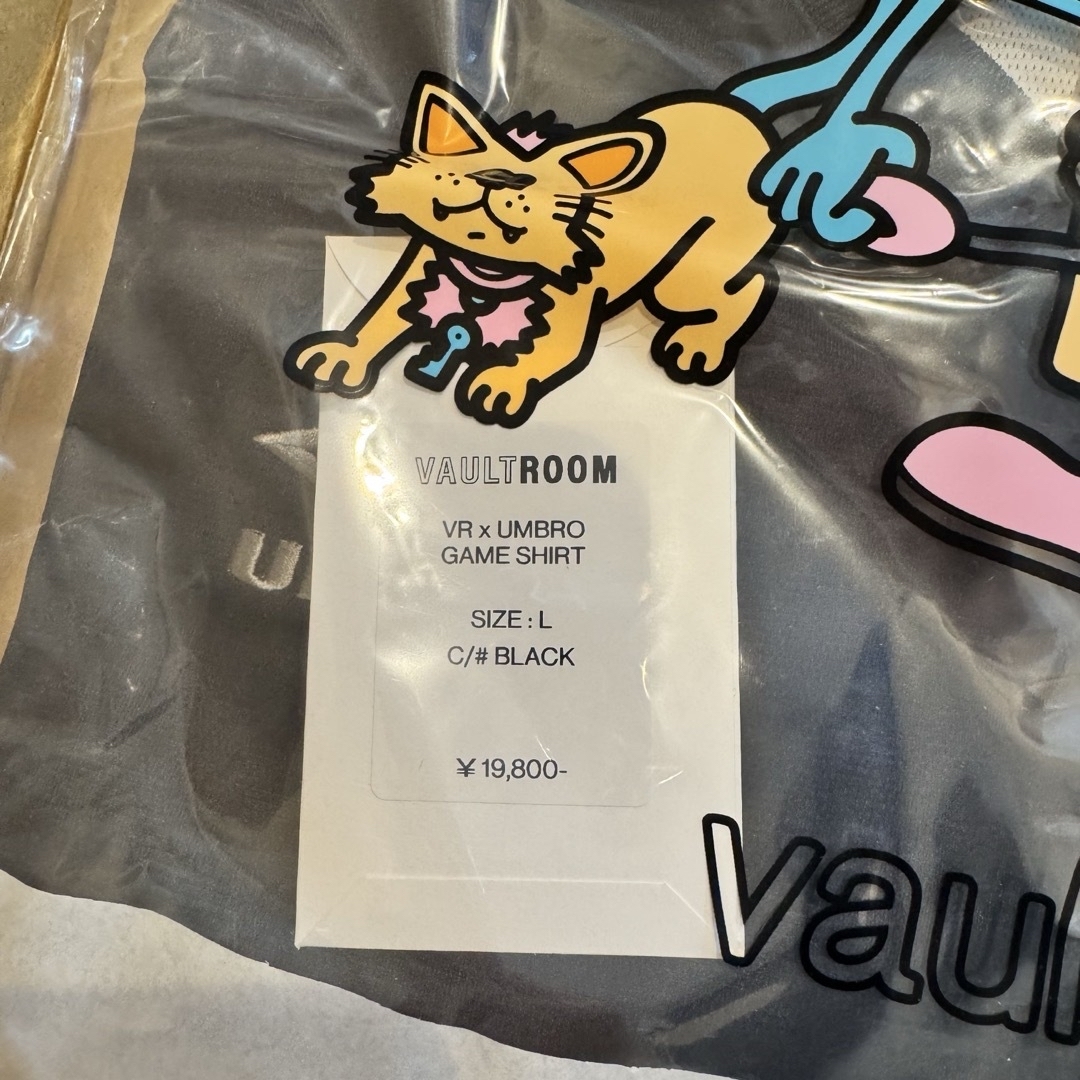 VAULTROOM
VR x UMBRO
GAME SHIRT
SIZE : L
C/# BLACK
¥ 19,800-